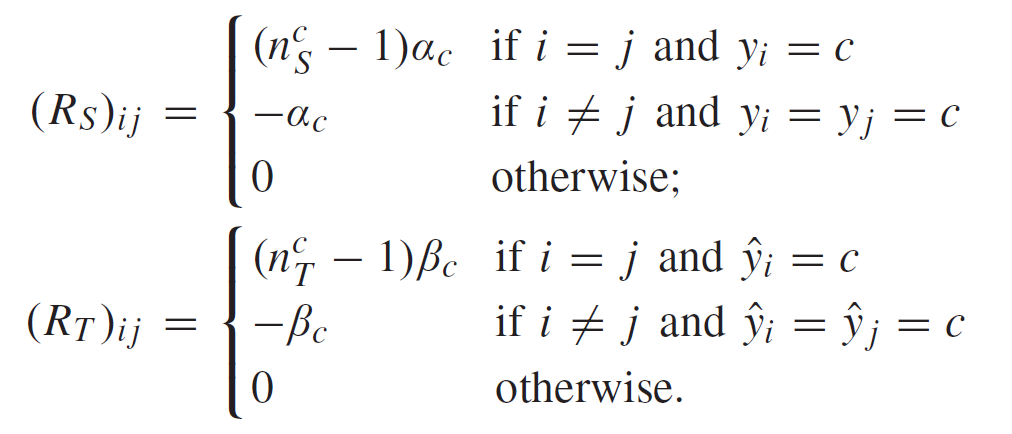 (n_S^c − 1)α_c if i = j and y_i = c
(R_S)_{ij} = { −α_c if i ≠ j and y_i = y_j = c
0 otherwise;
(n_T^c − 1)β_c if i = j and ŷ_i = c
(R_T)_{ij} = { −β_c if i ≠ j and ŷ_i = ŷ_j = c
0 otherwise.